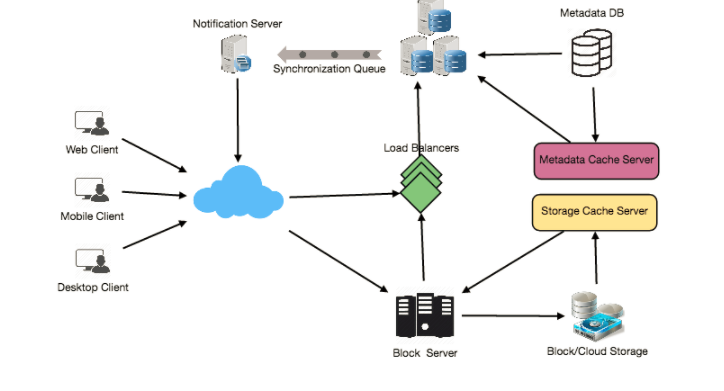 Metadata DB
Notification Server
Synchronization Queue
Load Balancers
Web Client
Metadata Cache Server
Mobile Client
Storage Cache Server
Desktop Client
Block Server
Block/Cloud Storage